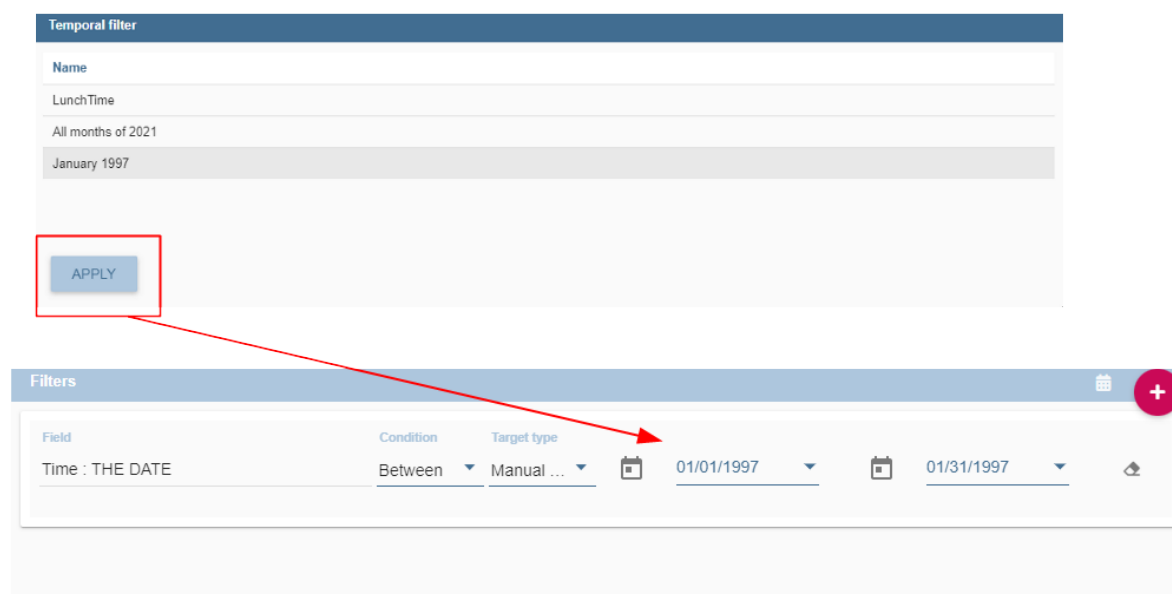 Temporal filter
Name
LunchTime
All months of 2021
January 1997
APPLY
Filters
Field Condition Target type
Time : THE DATE Between Manual ... 01/01/1997 01/31/1997